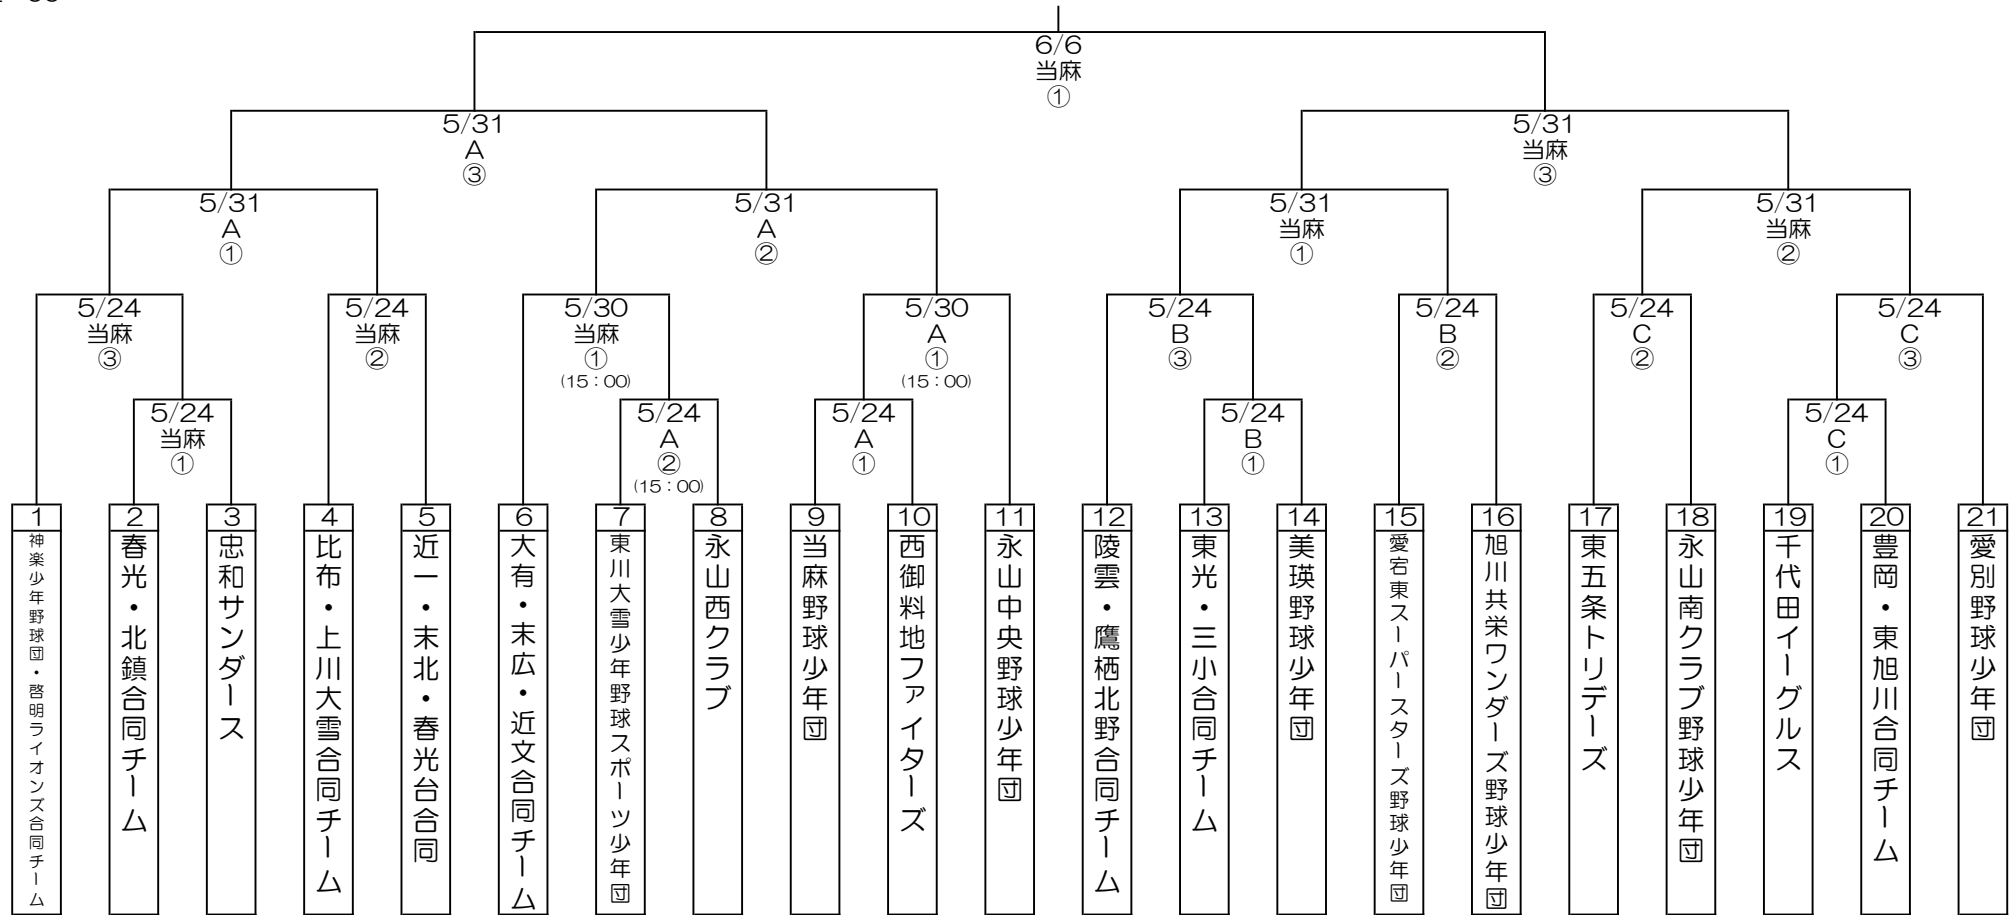 6/6
当麻
①
5/31
A
③
5/31
当麻
③
5/31
A
①
5/31
A
②
5/31
当麻
①
5/31
当麻
②
5/24
当麻
③
5/24
当麻
②
5/30
当麻
①
(15：00)
5/30
A
①
(15：00)
5/24
B
③
5/24
B
②
5/24
C
②
5/24
C
③
5/24
当麻
①
5/24
A
②
(15：00)
5/24
A
①
5/24
B
①
5/24
C
①
1
神楽少年野球団・啓明ライオンズ合同チーム
2
春光・北鎮合同チーム
3
忠和サンダース
4
比布・上川大雪合同チーム
5
近一・末北・春光台合同
6
大有・末広・近文合同チーム
7
東川大雪少年野球スポーツ少年団
8
永山西クラブ
9
当麻野球少年団
10
西御料地ファイターズ
11
永山中央野球少年団
12
陵雲・鷹栖北野合同チーム
13
東光・三小合同チーム
14
美瑛野球少年団
15
愛宕東スーパースターズ野球少年団
16
旭川共栄ワンダーズ野球少年団
17
東五条トリデーズ
18
永山南クラブ野球少年団
19
千代田イーグルス
20
豊岡・東旭川合同チーム
21
愛別野球少年団